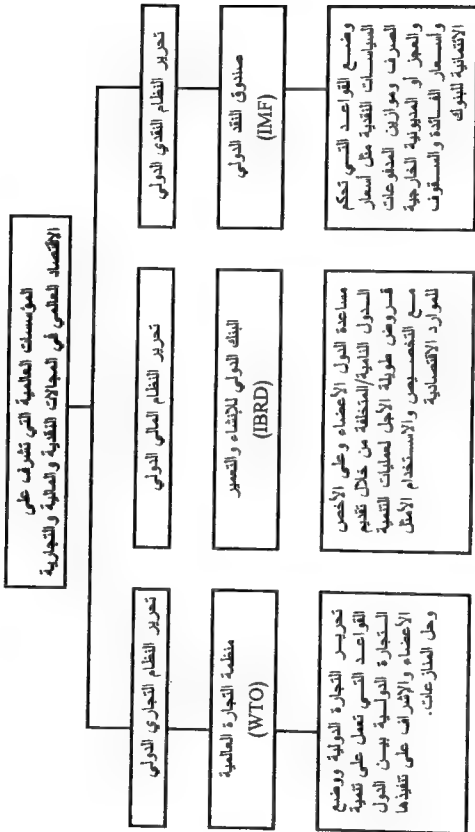 المؤسسات العالمية التي تشرف على
الاقتصاد العالمي في المجالات النقدية والمالية والتجارية
تحرير النظام النقدي الدولي
صندوق النقد الدولي
(IMF)
وضع القواعد التي تحكم
السياسات النقدية مثل أسعار
الصرف وموازين المدفوعات
والعجز أو المديونية الخارجية
وأسعار الفائدة والسقوف
الائتمانية للبنوك
تحرير النظام المالي الدولي
البنك الدولي للإنشاء والتعمير
(IBRD)
مساعدة الدول الأعضاء وعلى الأخص
الدول النامية/المتخلفة من خلال تقديم
قروض طويلة الأجل لعمليات التنمية
مع التخصيص والاستخدام الأمثل
للموارد الاقتصادية
تحرير النظام التجاري الدولي
منظمة التجارة العالمية
(WTO)
تحرير التجارة الدولية ووضع
القواعد التي تعمل على تنمية
التجارة الدولية بين الدول
الأعضاء والإشراف على تنفيذها
وحل المنازعات.